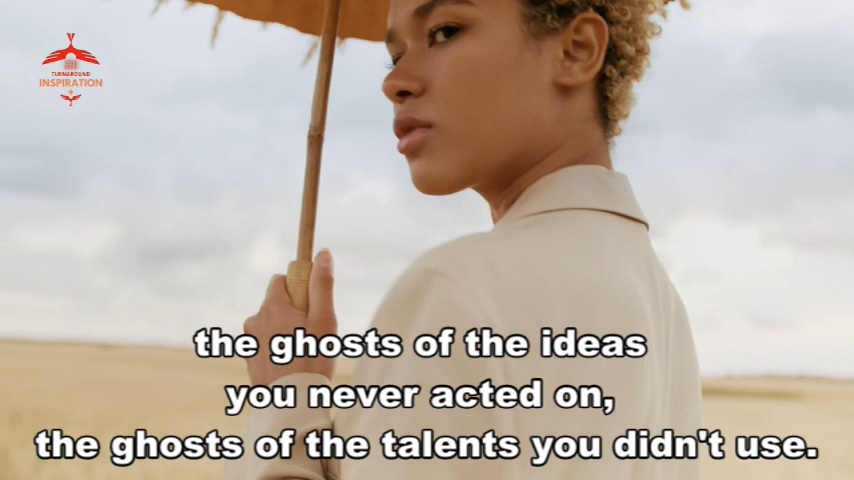 TURNAROUND
INSPIRATION
the ghosts of the ideas
you never acted on,
the ghosts of the talents you didn't use.